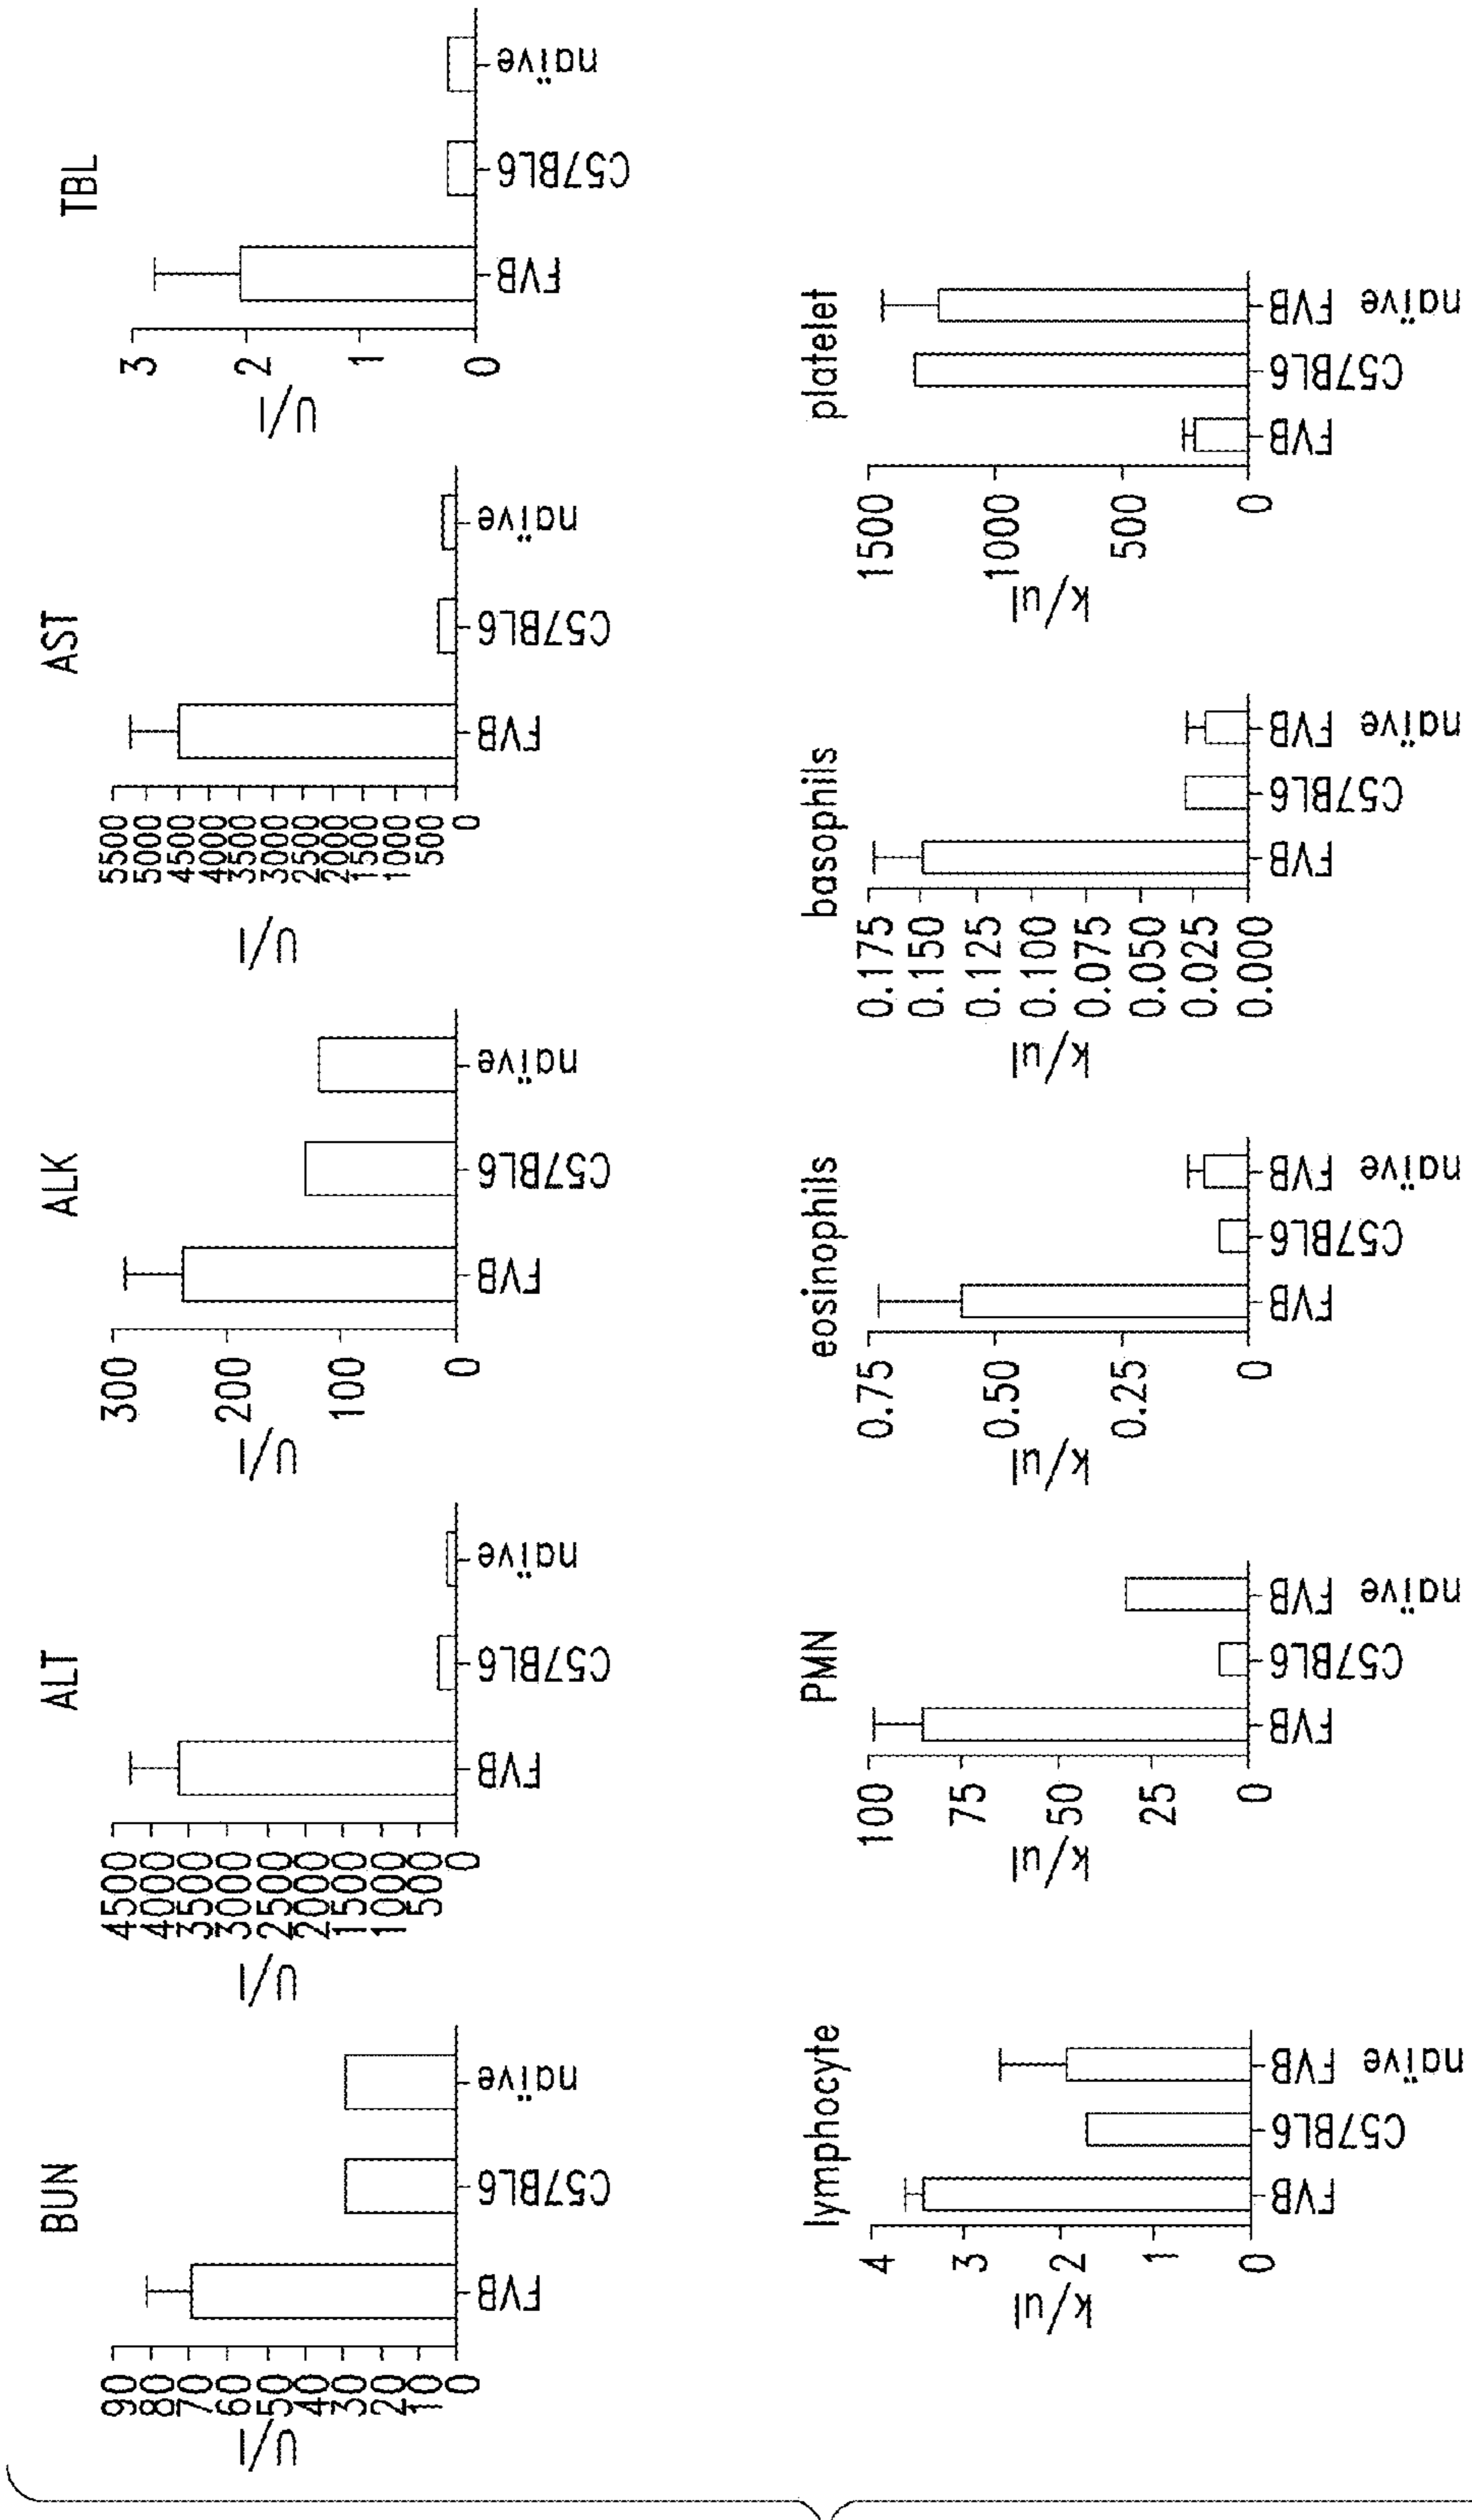 BUN
U/l
90
80
70
60
50
40
30
20
10
0
FVB
C57BL6
naïve
ALT
U/l
4500
4000
3500
3000
2500
2000
1500
1000
500
0
FVB
C57BL6
naïve
ALK
U/l
300
200
100
0
FVB
C57BL6
naïve
AST
U/l
5500
5000
4500
4000
3500
3000
2500
2000
1500
1000
500
0
FVB
C57BL6
naïve
TBL
U/l
3
2
1
0
FVB
C57BL6
naïve
lymphocyte
k/ul
4
3
2
1
0
FVB
C57BL6
naïve FVB
PMN
k/ul
100
75
50
25
0
FVB
C57BL6
naïve FVB
eosinophils
k/ul
0.75
0.50
0.25
0
FVB
C57BL6
naïve FVB
basophils
k/ul
0.175
0.150
0.125
0.100
0.075
0.050
0.025
0.000
FVB
C57BL6
naïve FVB
platelet
k/ul
1500
1000
500
0
FVB
C57BL6
naïve FVB